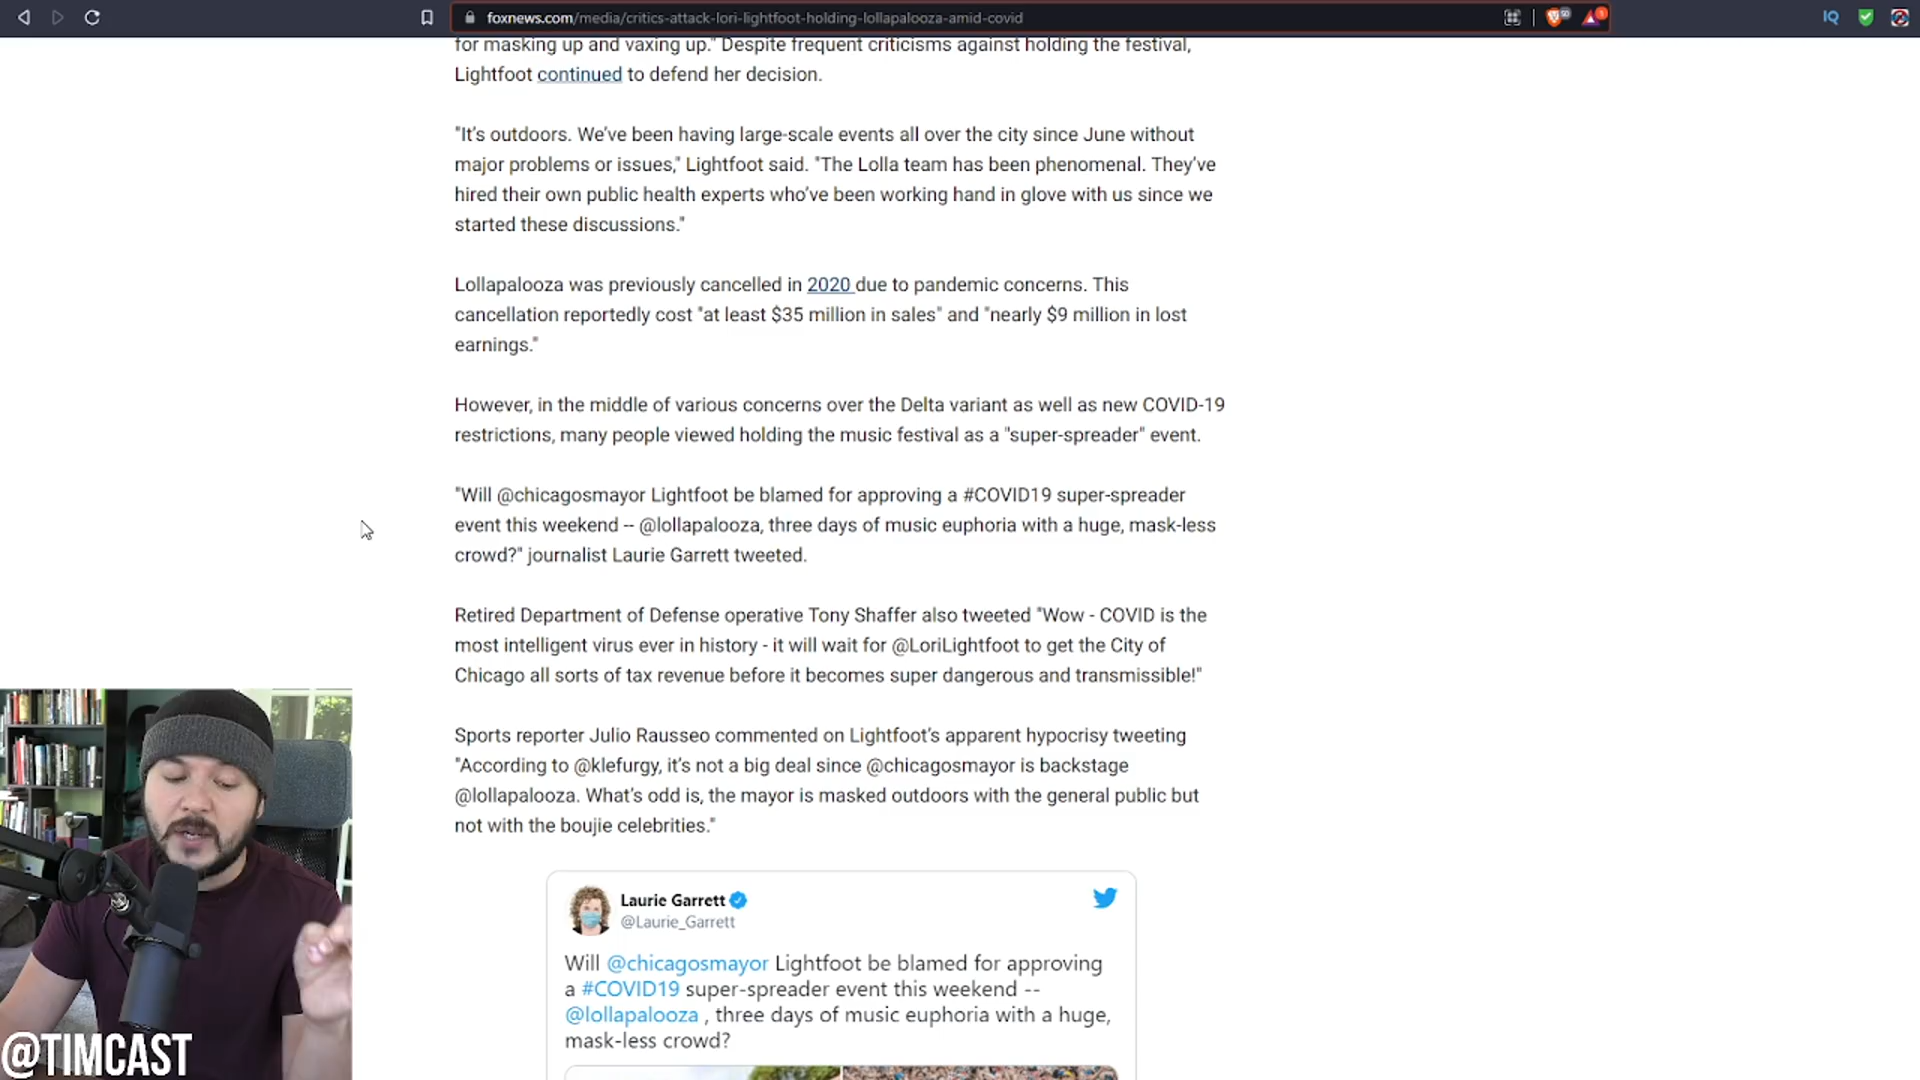 foxnews.com/media/critics-attack-lori-lightfoot-holding-lollapalooza-amid-covid
for masking up and vaxing up." Despite frequent criticisms against holding the festival,
Lightfoot continued to defend her decision.
"It's outdoors. We've been having large-scale events all over the city since June without
major problems or issues," Lightfoot said. "The Lolla team has been phenomenal. They've
hired their own public health experts who've been working hand in glove with us since we
started these discussions."
Lollapalooza was previously cancelled in 2020 due to pandemic concerns. This
cancellation reportedly cost "at least $35 million in sales" and "nearly $9 million in lost
earnings."
However, in the middle of various concerns over the Delta variant as well as new COVID-19
restrictions, many people viewed holding the music festival as a "super-spreader" event.
"Will @chicagosmayor Lightfoot be blamed for approving a #COVID19 super-spreader
event this weekend -- @lollapalooza, three days of music euphoria with a huge, mask-less
crowd?" journalist Laurie Garrett tweeted.
Retired Department of Defense operative Tony Shaffer also tweeted "Wow - COVID is the
most intelligent virus ever in history - it will wait for @LoriLightfoot to get the City of
Chicago all sorts of tax revenue before it becomes super dangerous and transmissible!"
Sports reporter Julio Rausseo commented on Lightfoot's apparent hypocrisy tweeting
"According to @klefurgy, it's not a big deal since @chicagosmayor is backstage
@lollapalooza. What's odd is, the mayor is masked outdoors with the general public but
not with the boujie celebrities."
Laurie Garrett
@Laurie_Garrett
Will @chicagosmayor Lightfoot be blamed for approving
a #COVID19 super-spreader event this weekend --
@lollapalooza , three days of music euphoria with a huge,
mask-less crowd?
@TIMCAST
IQ